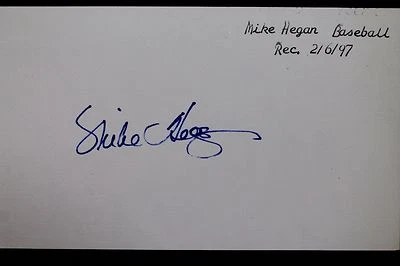 Mike Hegan Baseball
Rec. 2/6/97
Mike Hegan